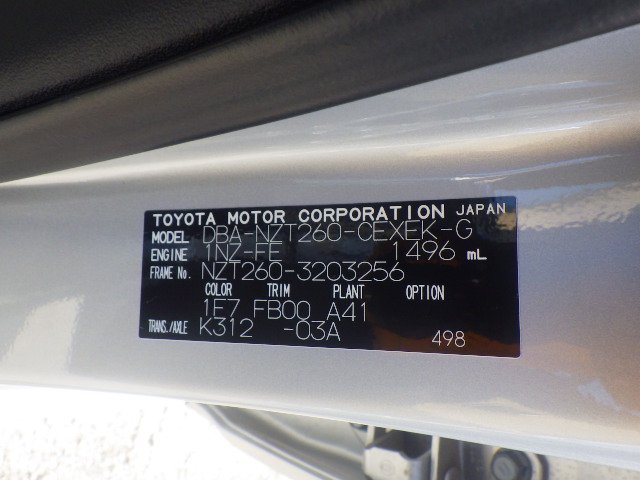 TOYOTA MOTOR CORPORATION JAPAN
MODEL DBA-NZT260-CEXEK-G
ENGINE 1NZ-FE 1496 mL
FRAME No. NZT260-3203256
COLOR TRIM PLANT OPTION
1E7 FB00 A41
TRANS./AXLE K312 -03A
498